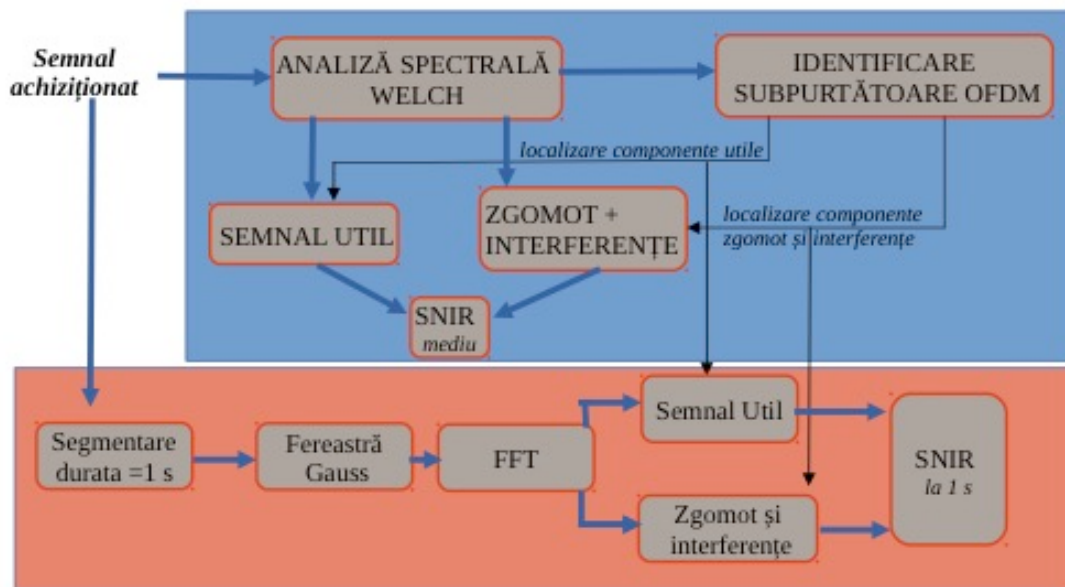 Semnal
achiziționat
ANALIZĂ SPECTRALĂ
WELCH
IDENTIFICARE
SUBPURTĂTOARE OFDM
localizare componente utile
SEMNAL UTIL
ZGOMOT +
INTERFERENȚE
localizare componente
zgomot și interferențe
SNIR
mediu
Segmentare
durata =1 s
Fereastră
Gauss
FFT
Semnal Util
Zgomot și
interferențe
SNIR
la 1 s